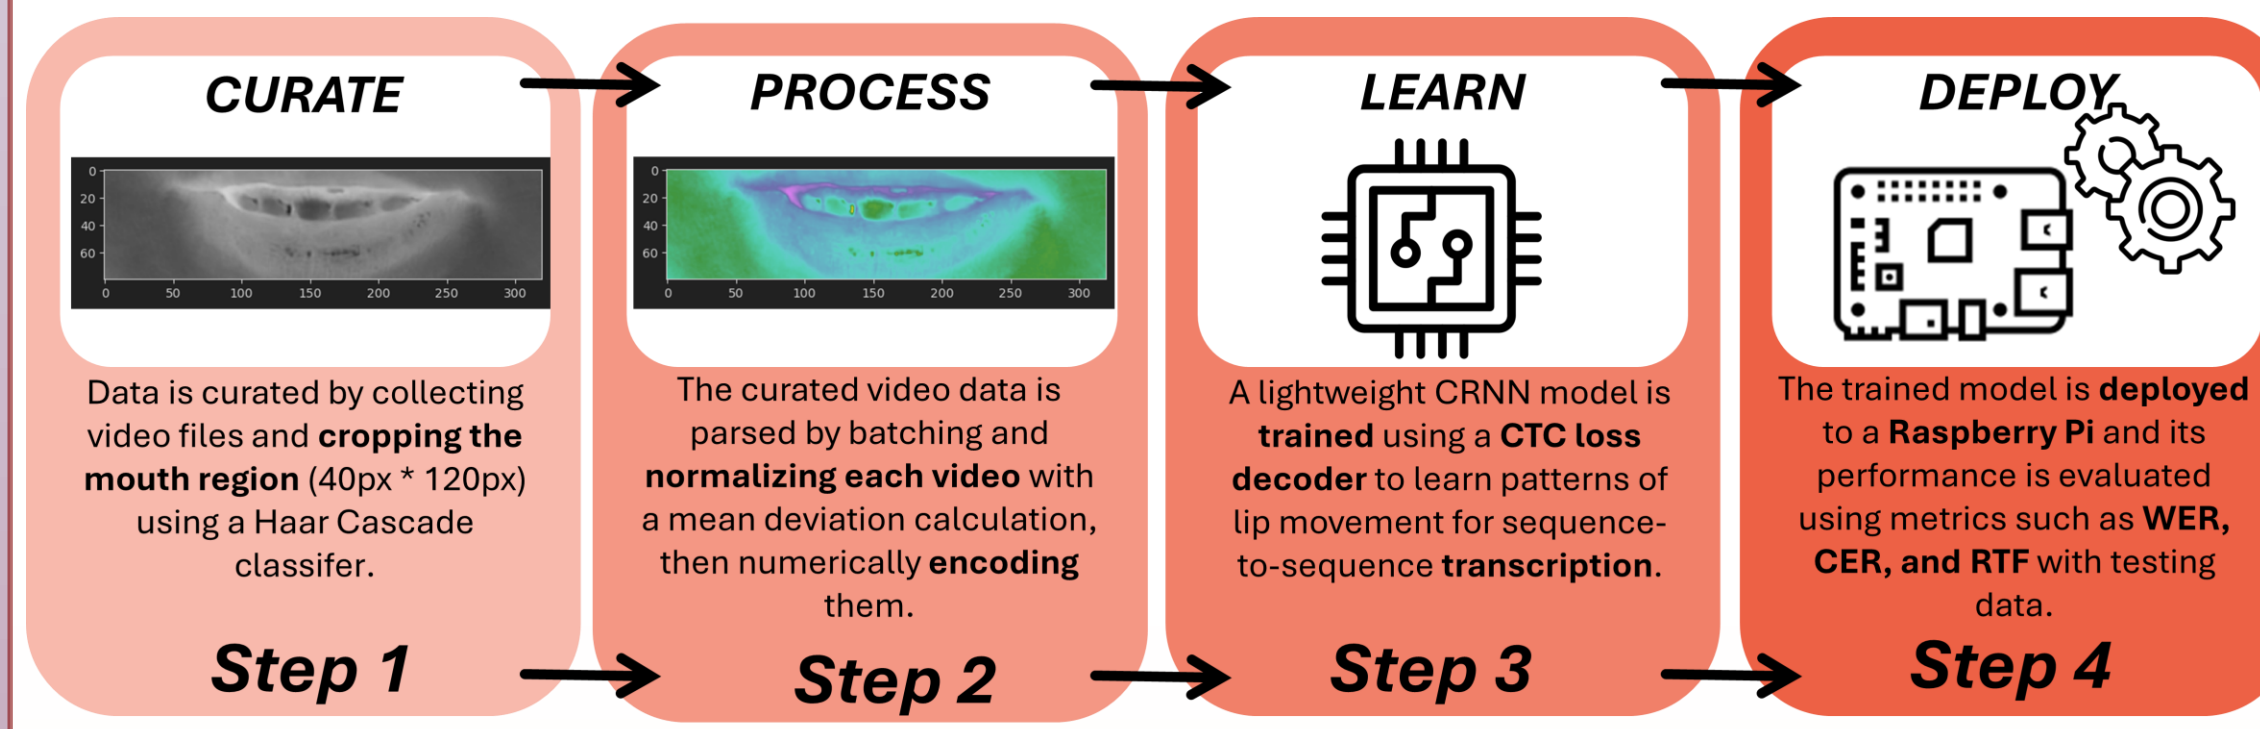 CURATE
0
20
40
60
0 50 100 150 200 250 300
Data is curated by collecting
video files and cropping the
mouth region (40px * 120px)
using a Haar Cascade
classifer.
Step 1
PROCESS
0
20
40
60
0 50 100 150 200 250 300
The curated video data is
parsed by batching and
normalizing each video with
a mean deviation calculation,
then numerically encoding
them.
Step 2
LEARN
A lightweight CRNN model is
trained using a CTC loss
decoder to learn patterns of
lip movement for sequence-
to-sequence transcription.
Step 3
DEPLOY
The trained model is deployed
to a Raspberry Pi and its
performance is evaluated
using metrics such as WER,
CER, and RTF with testing
data.
Step 4